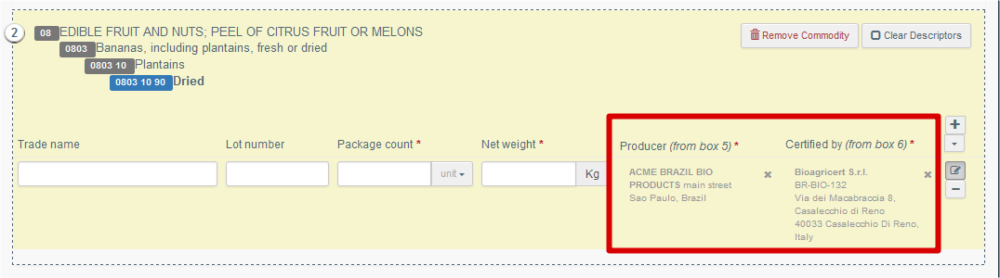 2
08 EDIBLE FRUIT AND NUTS; PEEL OF CITRUS FRUIT OR MELONS
0803 Bananas, including plantains, fresh or dried
0803 10 Plantains
0803 10 90 Dried
Remove Commodity
Clear Descriptors
Trade name
Lot number
Package count *
unit
Net weight *
Kg
Producer (from box 5) *
ACME BRAZIL BIO
PRODUCTS main street
Sao Paulo, Brazil
Certified by (from box 6) *
Bioagricert S.r.l.
BR-BIO-132
Via dei Macabraccia 8,
Casalecchio di Reno
40033 Casalecchio Di Reno,
Italy